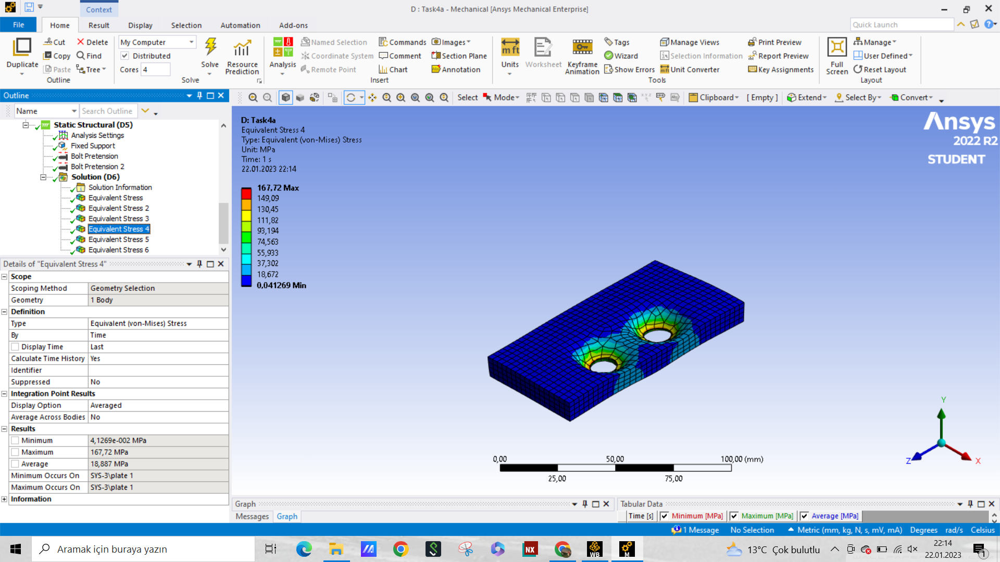 Context
D : Task4a - Mechanical [Ansys Mechanical Enterprise]
File Home Result Display Selection Automation Add-ons
Quick Launch
Duplicate
Cut
Copy
Paste
Delete
Find
Tree
Outline
My Computer
Distributed
Cores 4
Solve
Resource Prediction
Solve
Analysis
Named Selection
Coordinate System
Remote Point
Commands
Comment
Chart
Images
Section Plane
Annotation
Insert
Units
Worksheet
Keyframe Animation
Tags
Wizard
Show Errors
Manage Views
Selection Information
Unit Converter
Print Preview
Report Preview
Key Assignments
Tools
Full Screen
Manage
User Defined
Reset Layout
Layout
Outline
Select Mode Clipboard [ Empty ] Extend Select By Convert
Name Search Outline
Static Structural (D5)
Analysis Settings
Fixed Support
Bolt Pretension
Bolt Pretension 2
Solution (D6)
Solution Information
Equivalent Stress
Equivalent Stress 2
Equivalent Stress 3
Equivalent Stress 4
Equivalent Stress 5
Equivalent Stress 6
Details of "Equivalent Stress 4"
Scope
Scoping Method Geometry Selection
Geometry 1 Body
Definition
Type Equivalent (von-Mises) Stress
By Time
Display Time Last
Calculate Time History Yes
Identifier
Suppressed No
Integration Point Results
Display Option Averaged
Average Across Bodies No
Results
Minimum 4,1269e-002 MPa
Maximum 167,72 MPa
Average 18,887 MPa
Minimum Occurs On SYS-3\plate 1
Maximum Occurs On SYS-3\plate 1
Information
D: Task4a
Equivalent Stress 4
Type: Equivalent (von-Mises) Stress
Unit: MPa
Time: 1 s
22.01.2023 22:14
167,72 Max
149,09
130,45
111,82
93,194
74,563
55,933
37,302
18,672
0,041269 Min
Ansys
2022 R2
STUDENT
Y
Z
X
0,00 50,00 100,00 (mm)
25,00 75,00
Graph
Messages Graph
Tabular Data
Time [s] Minimum [MPa] Maximum [MPa] Average [MPa]
1 Message No Selection Metric (mm, kg, N, s, mV, mA) Degrees rad/s Celsius
Aramak için buraya yazın
NX
WB
M
13°C Çok bulutlu
22:14
22.01.2023
1